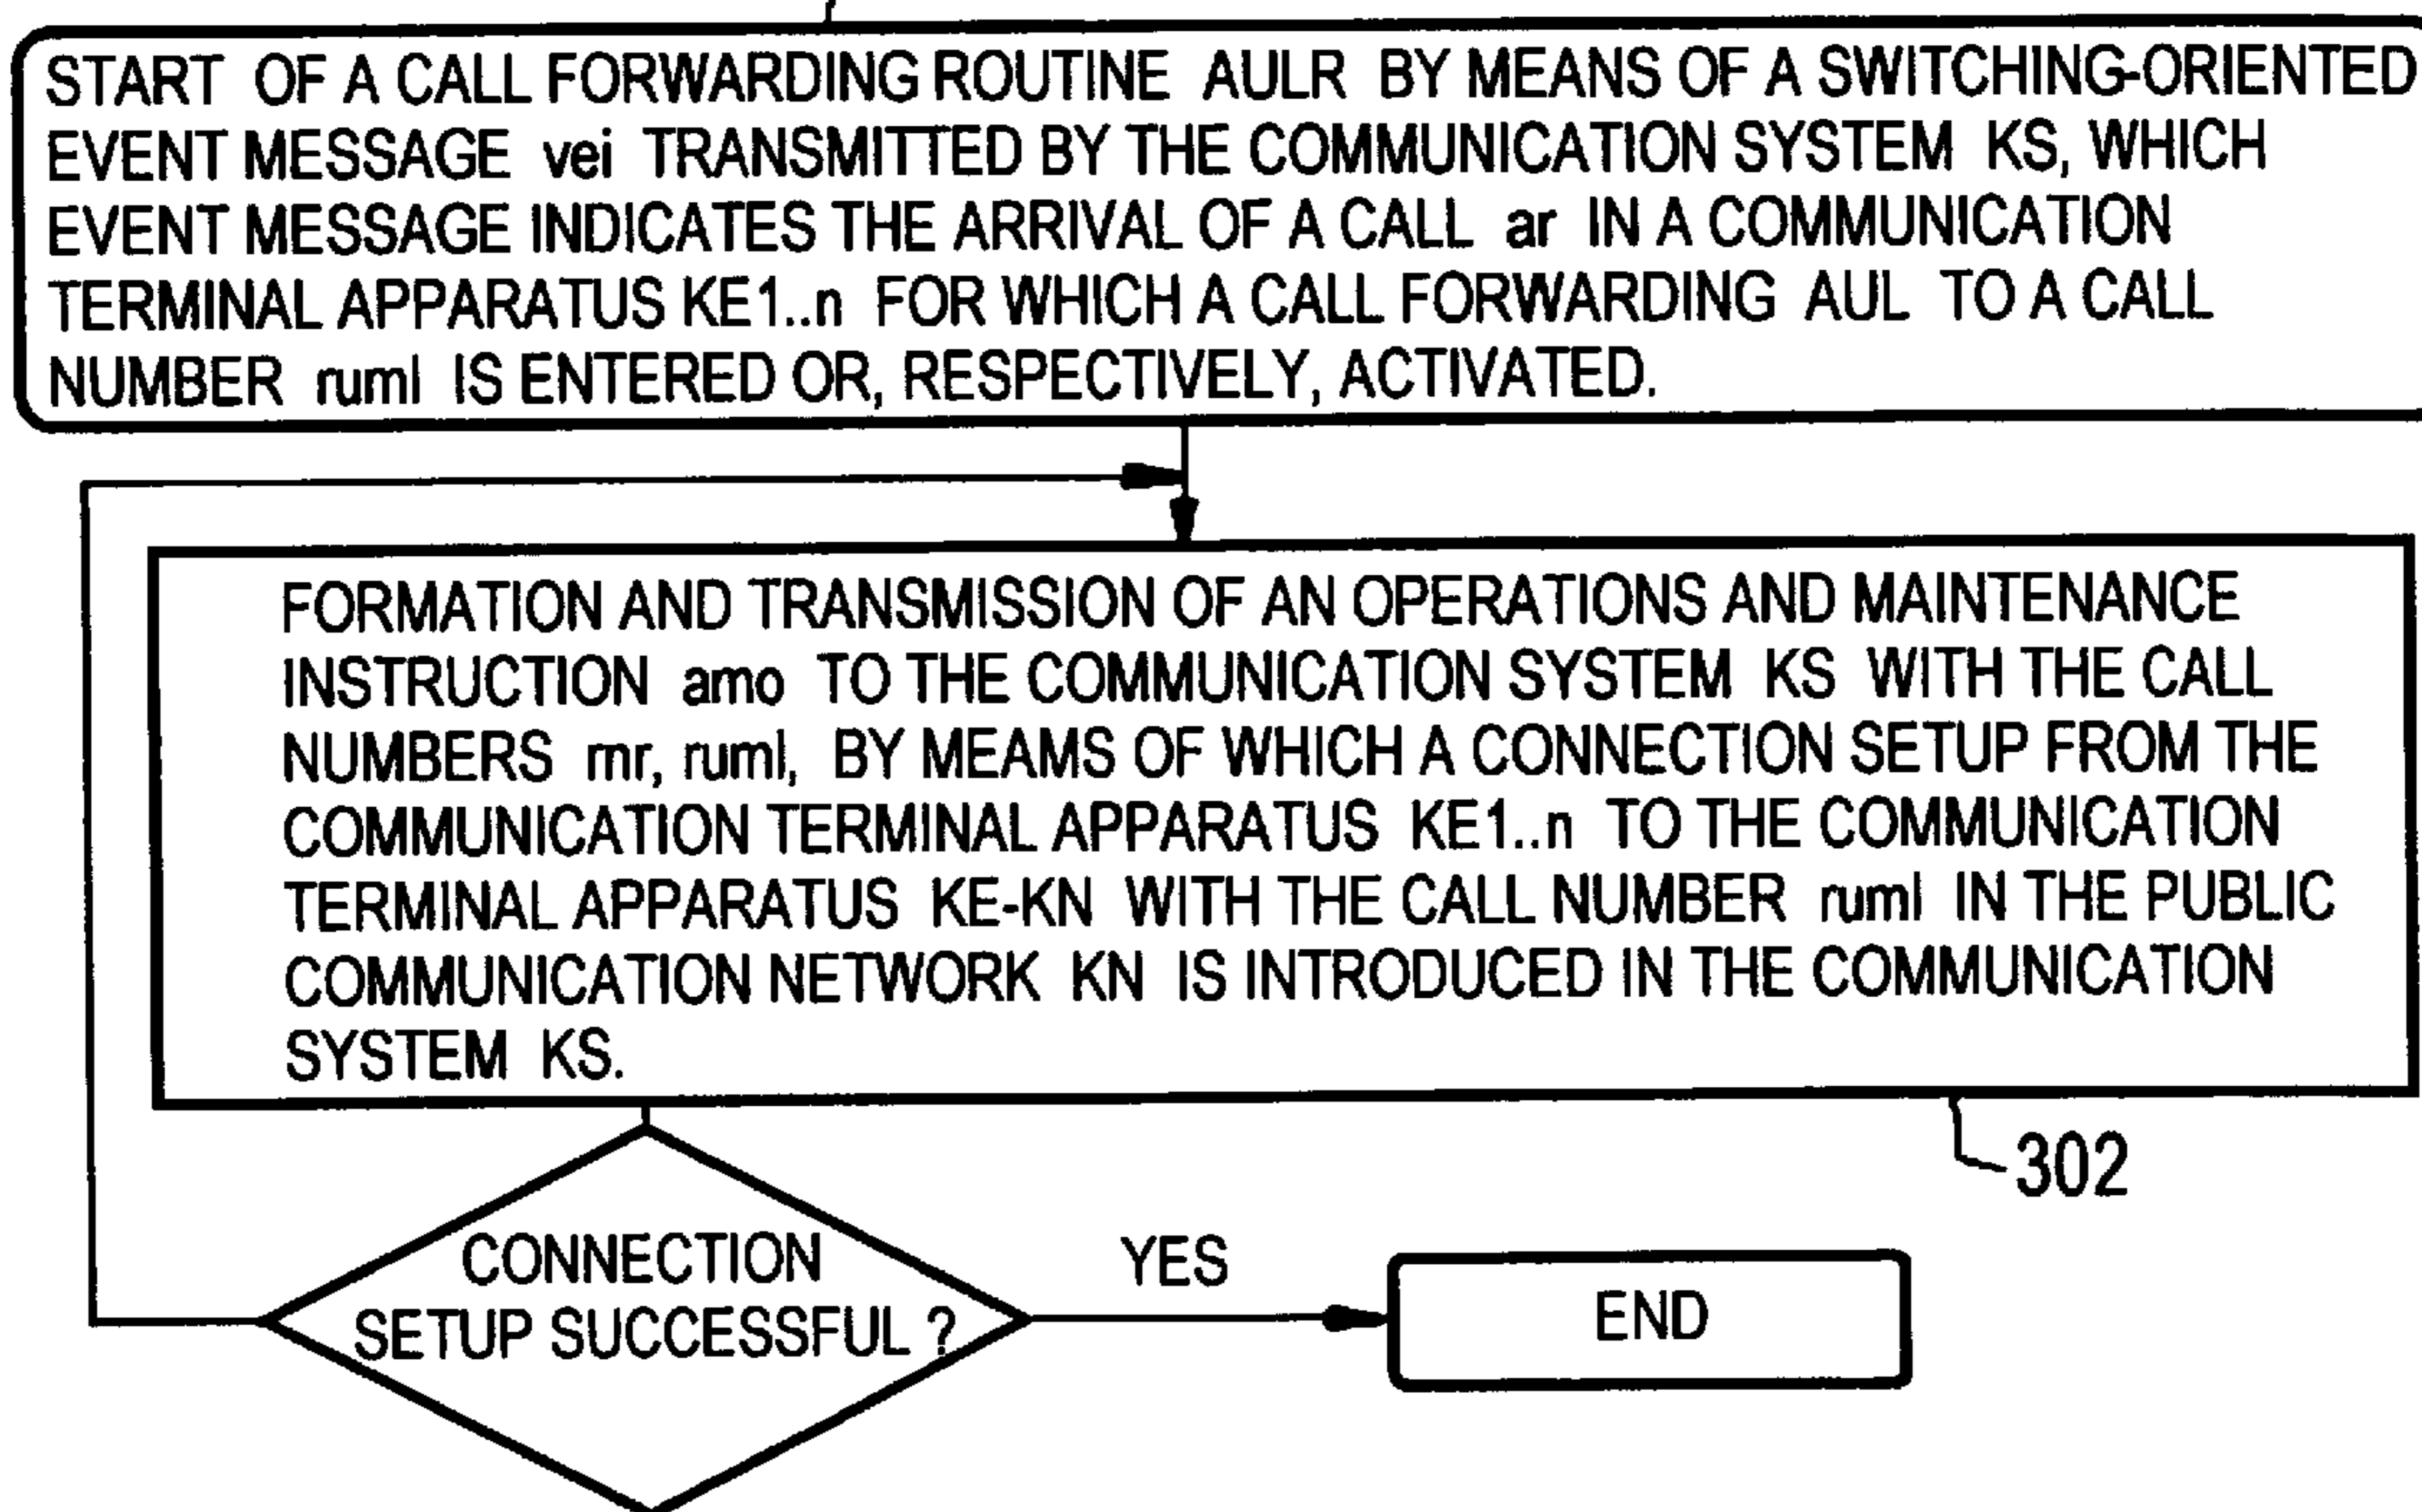 START OF A CALL FORWARDING ROUTINE AULR BY MEANS OF A SWITCHING-ORIENTED
EVENT MESSAGE vei TRANSMITTED BY THE COMMUNICATION SYSTEM KS, WHICH
EVENT MESSAGE INDICATES THE ARRIVAL OF A CALL ar IN A COMMUNICATION
TERMINAL APPARATUS KE1..n FOR WHICH A CALL FORWARDING AUL TO A CALL
NUMBER ruml IS ENTERED OR, RESPECTIVELY, ACTIVATED.
FORMATION AND TRANSMISSION OF AN OPERATIONS AND MAINTENANCE
INSTRUCTION amo TO THE COMMUNICATION SYSTEM KS WITH THE CALL
NUMBERS rnr, ruml, BY MEAMS OF WHICH A CONNECTION SETUP FROM THE
COMMUNICATION TERMINAL APPARATUS KE1..n TO THE COMMUNICATION
TERMINAL APPARATUS KE-KN WITH THE CALL NUMBER ruml IN THE PUBLIC
COMMUNICATION NETWORK KN IS INTRODUCED IN THE COMMUNICATION
SYSTEM KS.
302
CONNECTION
SETUP SUCCESSFUL ?
YES
END